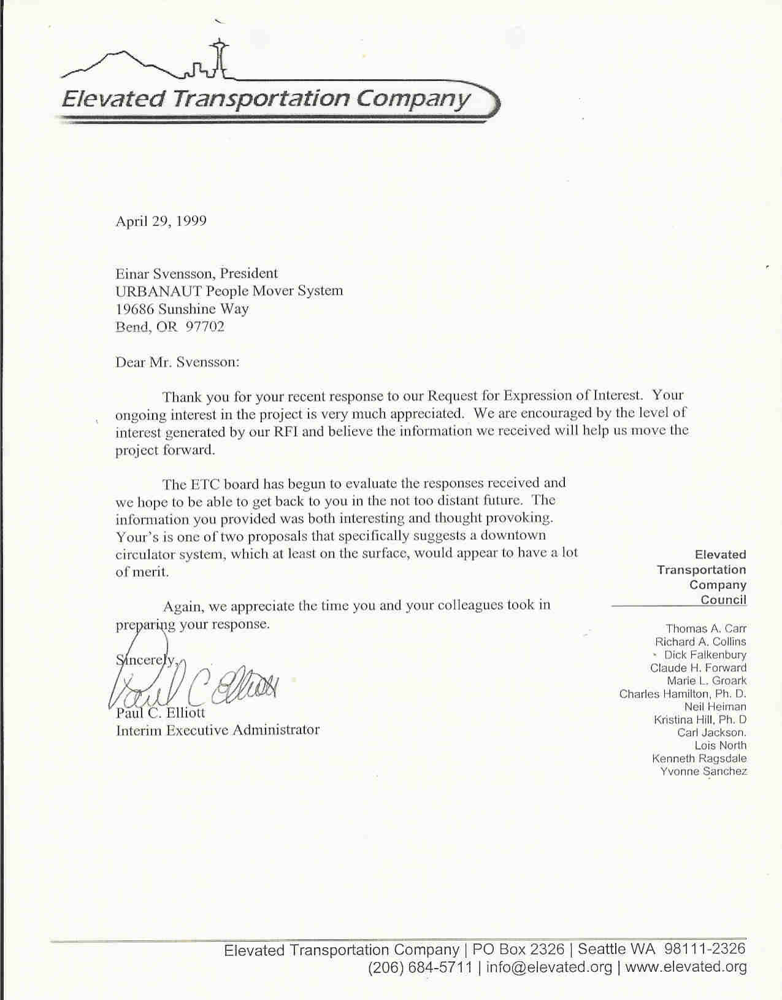 Elevated Transportation Company
April 29, 1999
Einar Svensson, President
URBANAUT People Mover System
19686 Sunshine Way
Bend, OR 97702
Dear Mr. Svensson:
Thank you for your recent response to our Request for Expression of Interest. Your
ongoing interest in the project is very much appreciated. We are encouraged by the level of
interest generated by our RFI and believe the information we received will help us move the
project forward.
The ETC board has begun to evaluate the responses received and
we hope to be able to get back to you in the not too distant future. The
information you provided was both interesting and thought provoking.
Your's is one of two proposals that specifically suggests a downtown
circulator system, which at least on the surface, would appear to have a lot
of merit.
Again, we appreciate the time you and your colleagues took in
preparing your response.
Sincerely,
Paul C Elliott
Paul C. Elliott
Interim Executive Administrator
Elevated
Transportation
Company
Council
Thomas A. Carr
Richard A. Collins
Dick Falkenbury
Claude H. Forward
Marie L. Groark
Charles Hamilton, Ph. D.
Neil Heiman
Kristina Hill, Ph. D
Carl Jackson.
Lois North
Kenneth Ragsdale
Yvonne Sanchez
Elevated Transportation Company | PO Box 2326 | Seattle WA 98111-2326
(206) 684-5711 | info@elevated.org | www.elevated.org